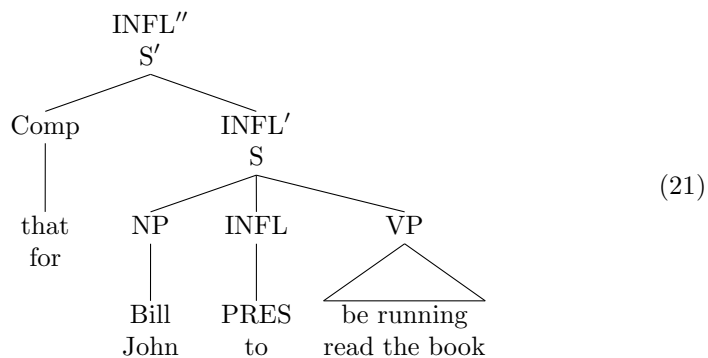 INFL′′
S′
Comp INFL′
S
(21)
that NP INFL VP
for
Bill PRES be running
John to read the book